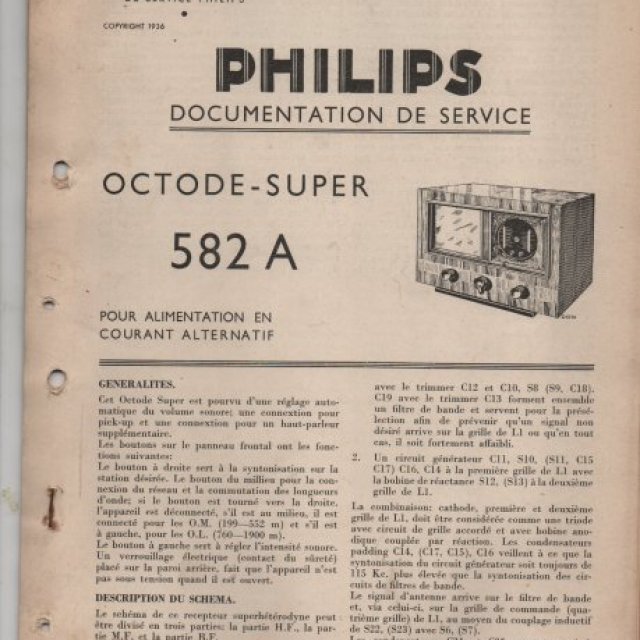 DE SERVICE PHILIPS
COPYRIGHT 1936
PHILIPS
DOCUMENTATION DE SERVICE
OCTODE-SUPER
582 A
POUR ALIMENTATION EN
COURANT ALTERNATIF
GENERALITES.
Cet Octode Super est pourvu d'une réglage auto-
matique du volume sonore; une connection pour
pick-up et une connection pour un haut-parleur
supplémentaire.
Les boutons sur le panneau frontal ont les fonc-
tions suivantes:
Le bouton à droite sert à la syntonisation sur la
station désirée. Le bouton du millieu pour la con-
nexion du réseau et la commutation des longueurs
d'onde; si le bouton est tourné vers la droite,
l'appareil est déconnecté, s'il est au milieu, il est
connecté pour les O.M. (199—552 m) et s'il est
à gauche, pour les O.L. (760—1900 m).
Le bouton à gauche sert à régler l'intensité sonore.
Un verrouillage électrique (contact du sûreté)
placé sur la paroi arrière, fait que l'appareil n'est
pas sous tension quand il est ouvert.
DESCRIPTION DU SCHEMA.
Le schéma de ce recepteur superhétérodyne peut
être divisé en trois parties; la partie H.F., la par-
tie M.F. et la partie B.F.
avec le trimmer C12 et C10, S8 (S9, C18).
C19 avec le trimmer C13 forment ensemble
un filtre de bande et servent pour la présé-
lection afin de prévenir qu'un signal non
désiré arrive sur la grille de L1 ou qu'en tout
cas, il soit fortement affaibli.
2. Un circuit générateur C11, S10, (S11, C15
C17) C16, C14 à la première grille de L1 avec
la bobine de réactance S12, (S13) à la deuxième
grille de L1.
La combinaison: cathode, première et deuxième
grille de L1, doit être considérée comme une triode
avec circuit de grille accordé et avec bobine ano-
dique couplée par réaction. Les condensateurs
padding C14, (C17, C15), C16 veillent à ce que la
syntonisation du circuit générateur soit toujours de
115 Kc. plus élevée que la syntonisation des cir-
cuits de filtres de bande.
Le signal d'antenne arrive sur le filtre de bande
et, via celui-ci, sur la grille de commande (qua-
trième grille) de L1, au moyen du couplage inductif
de S22, (S23) avec S6, (S7).